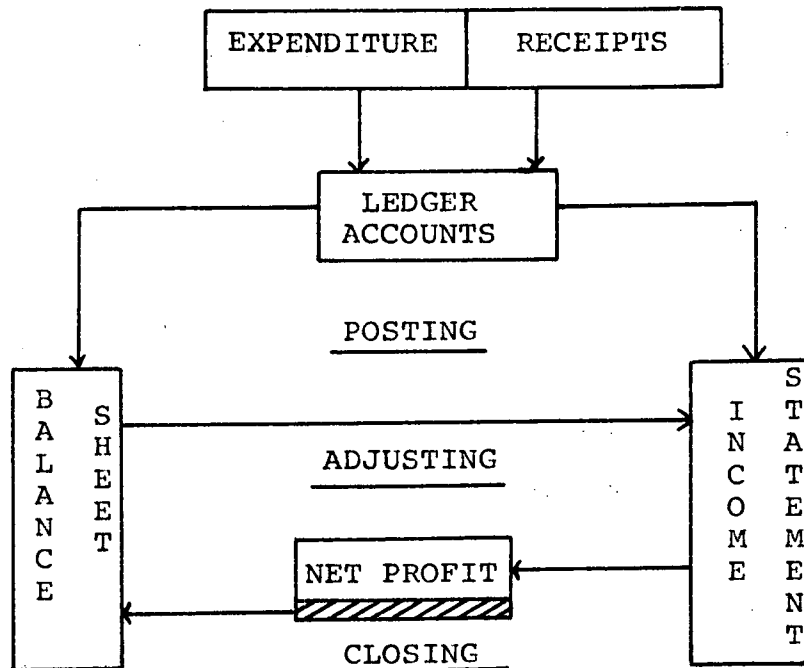 EXPENDITURE
RECEIPTS
LEDGER
ACCOUNTS
POSTING
BALANCE
SHEET
ADJUSTING
INCOME
STATEMENT
NET PROFIT
CLOSING